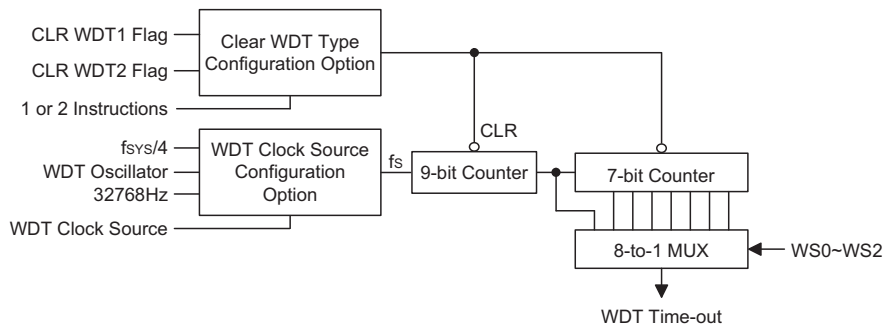 CLR WDT1 Flag
CLR WDT2 Flag
1 or 2 Instructions
Clear WDT Type
Configuration Option
CLR
fSYS/4
WDT Oscillator
32768Hz
WDT Clock Source
WDT Clock Source
Configuration
Option
fS
9-bit Counter
7-bit Counter
8-to-1 MUX
WS0~WS2
WDT Time-out